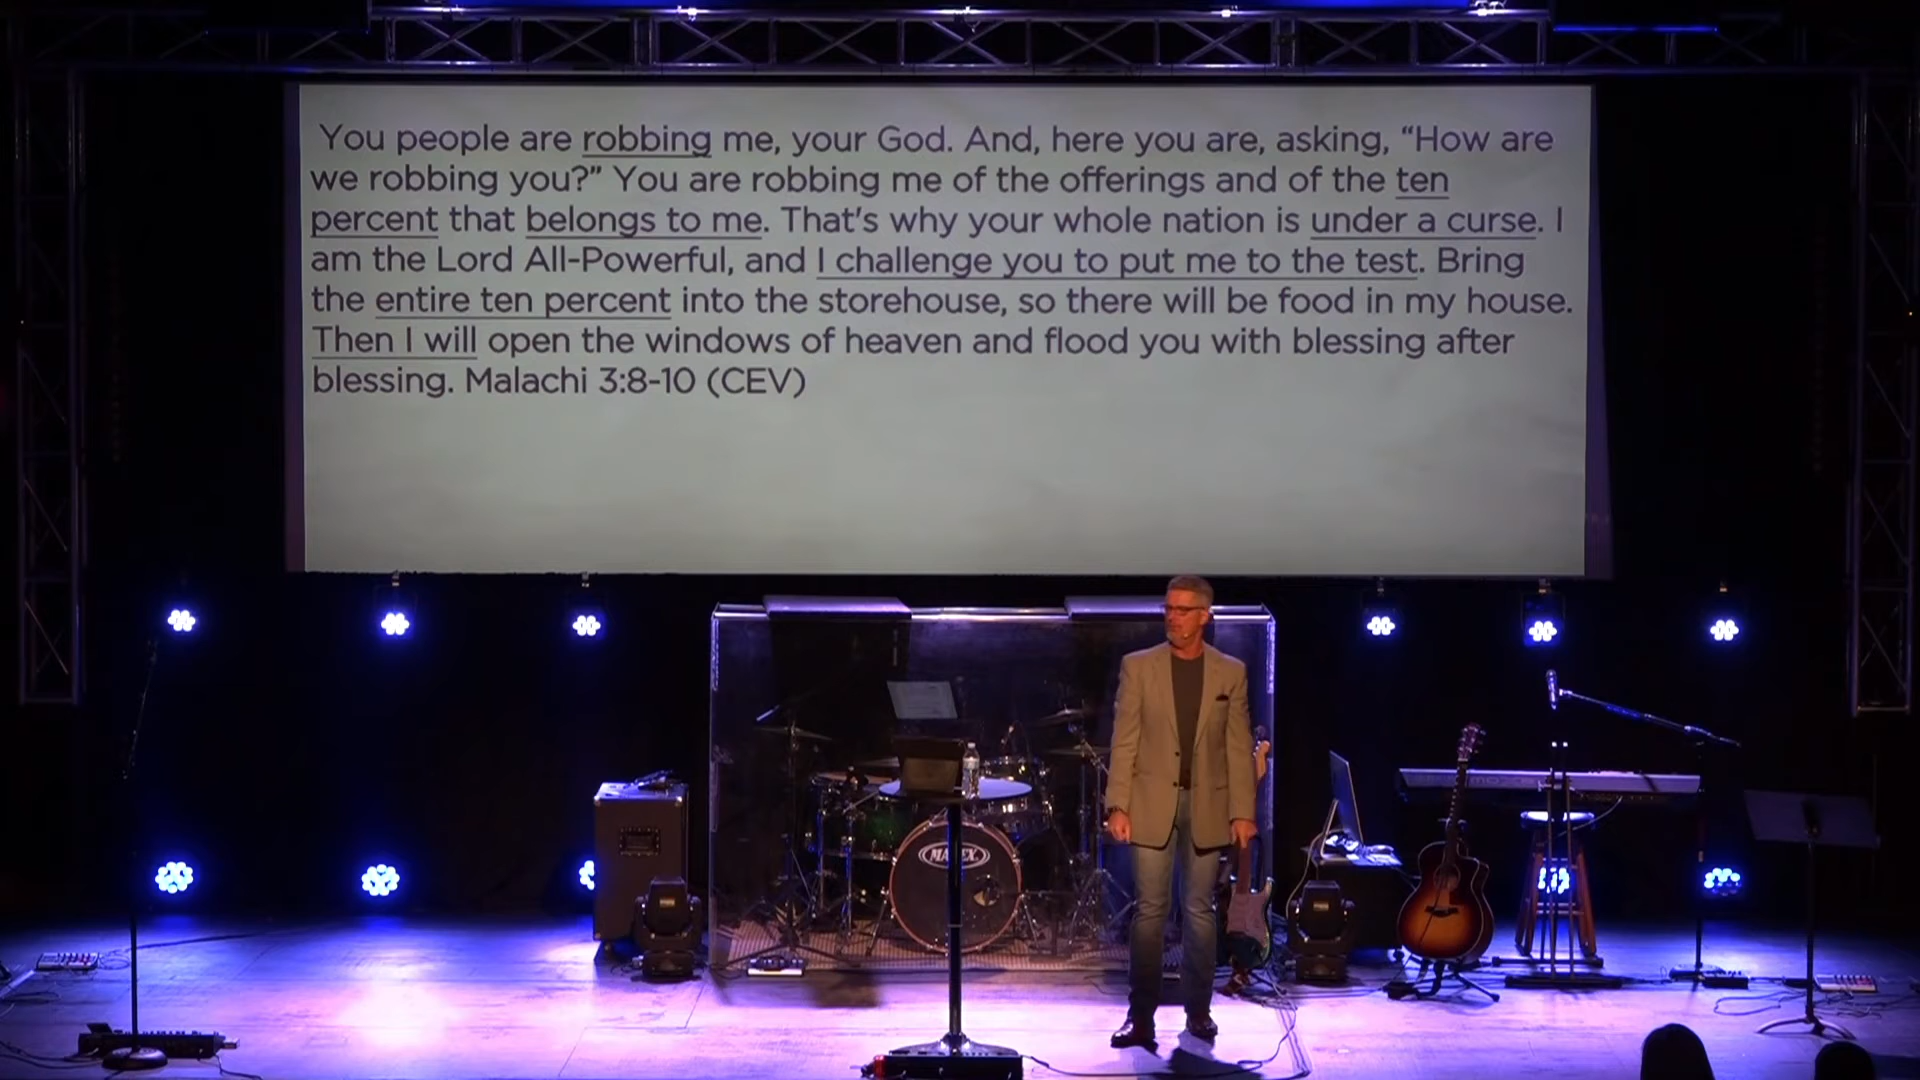 You people are robbing me, your God. And, here you are, asking, “How are
we robbing you?” You are robbing me of the offerings and of the ten
percent that belongs to me. That's why your whole nation is under a curse. I
am the Lord All-Powerful, and I challenge you to put me to the test. Bring
the entire ten percent into the storehouse, so there will be food in my house.
Then I will open the windows of heaven and flood you with blessing after
blessing. Malachi 3:8-10 (CEV)
MAPEX